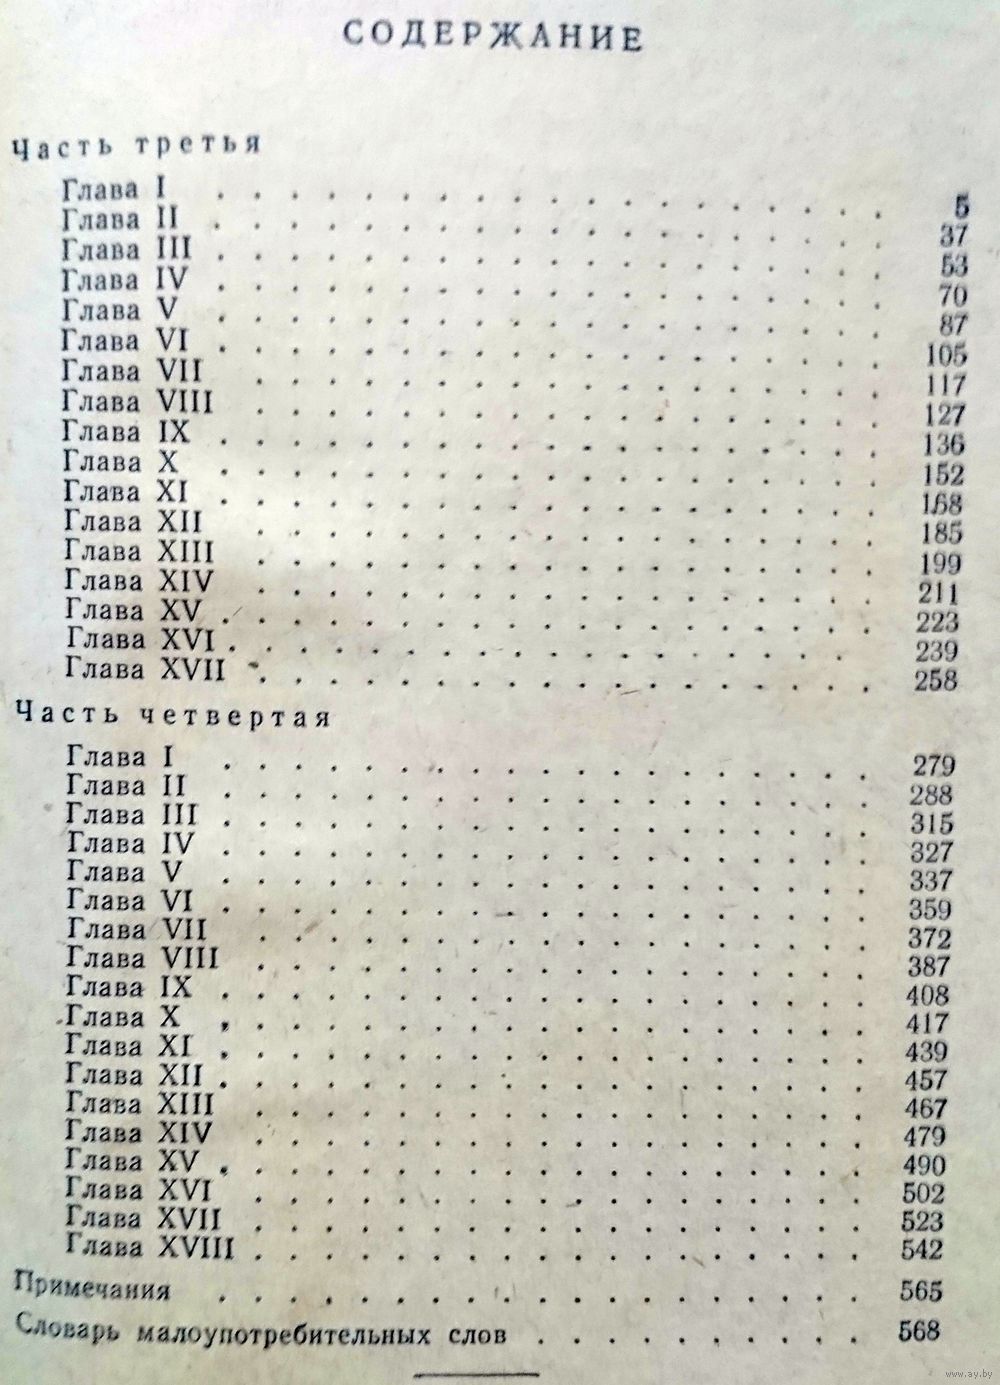 СОДЕРЖАНИЕ
Часть третья
Глава I . . . . . . . . . . . . . . . . . . 5
Глава II . . . . . . . . . . . . . . . . . . 37
Глава III . . . . . . . . . . . . . . . . . . 53
Глава IV . . . . . . . . . . . . . . . . . . 70
Глава V . . . . . . . . . . . . . . . . . . 87
Глава VI . . . . . . . . . . . . . . . . . . 105
Глава VII . . . . . . . . . . . . . . . . . 117
Глава VIII . . . . . . . . . . . . . . . . . 127
Глава IX . . . . . . . . . . . . . . . . . . 136
Глава X . . . . . . . . . . . . . . . . . . 152
Глава XI . . . . . . . . . . . . . . . . . . 168
Глава XII . . . . . . . . . . . . . . . . . 185
Глава XIII . . . . . . . . . . . . . . . . . 199
Глава XIV . . . . . . . . . . . . . . . . . 211
Глава XV . . . . . . . . . . . . . . . . . . 223
Глава XVI . . . . . . . . . . . . . . . . . 239
Глава XVII . . . . . . . . . . . . . . . . . 258
Часть четвертая
Глава I . . . . . . . . . . . . . . . . . . 279
Глава II . . . . . . . . . . . . . . . . . . 288
Глава III . . . . . . . . . . . . . . . . . . 315
Глава IV . . . . . . . . . . . . . . . . . . 327
Глава V . . . . . . . . . . . . . . . . . . 337
Глава VI . . . . . . . . . . . . . . . . . . 359
Глава VII . . . . . . . . . . . . . . . . . 372
Глава VIII . . . . . . . . . . . . . . . . . 387
Глава IX . . . . . . . . . . . . . . . . . . 408
Глава X . . . . . . . . . . . . . . . . . . 417
Глава XI . . . . . . . . . . . . . . . . . . 439
Глава XII . . . . . . . . . . . . . . . . . . 457
Глава XIII . . . . . . . . . . . . . . . . . 467
Глава XIV . . . . . . . . . . . . . . . . . 479
Глава XV . . . . . . . . . . . . . . . . . . 490
Глава XVI . . . . . . . . . . . . . . . . . 502
Глава XVII . . . . . . . . . . . . . . . . . 523
Глава XVIII . . . . . . . . . . . . . . . . . 542
Примечания . . . . . . . . . . . . . . . . . . 565
Словарь малоупотребительных слов . . . . . . . . . 568
www.ay.by